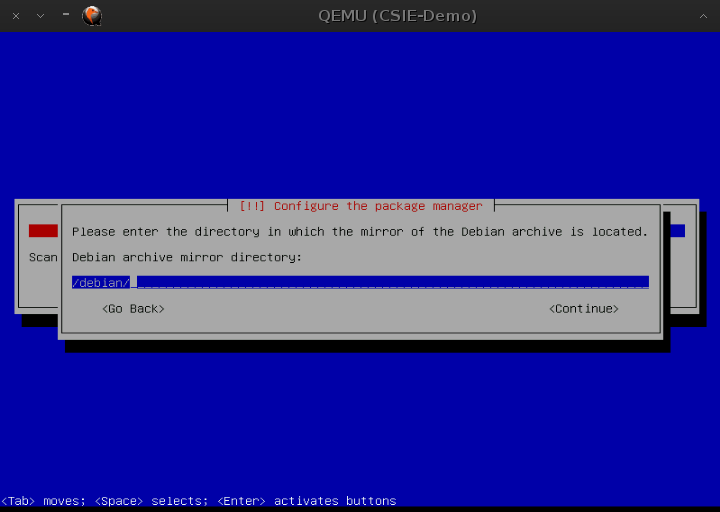 QEMU (CSIE-Demo)
[!!] Configure the package manager
Please enter the directory in which the mirror of the Debian archive is located.
Scan
Debian archive mirror directory:
/debian/
<Go Back> <Continue>
<Tab> moves; <Space> selects; <Enter> activates buttons